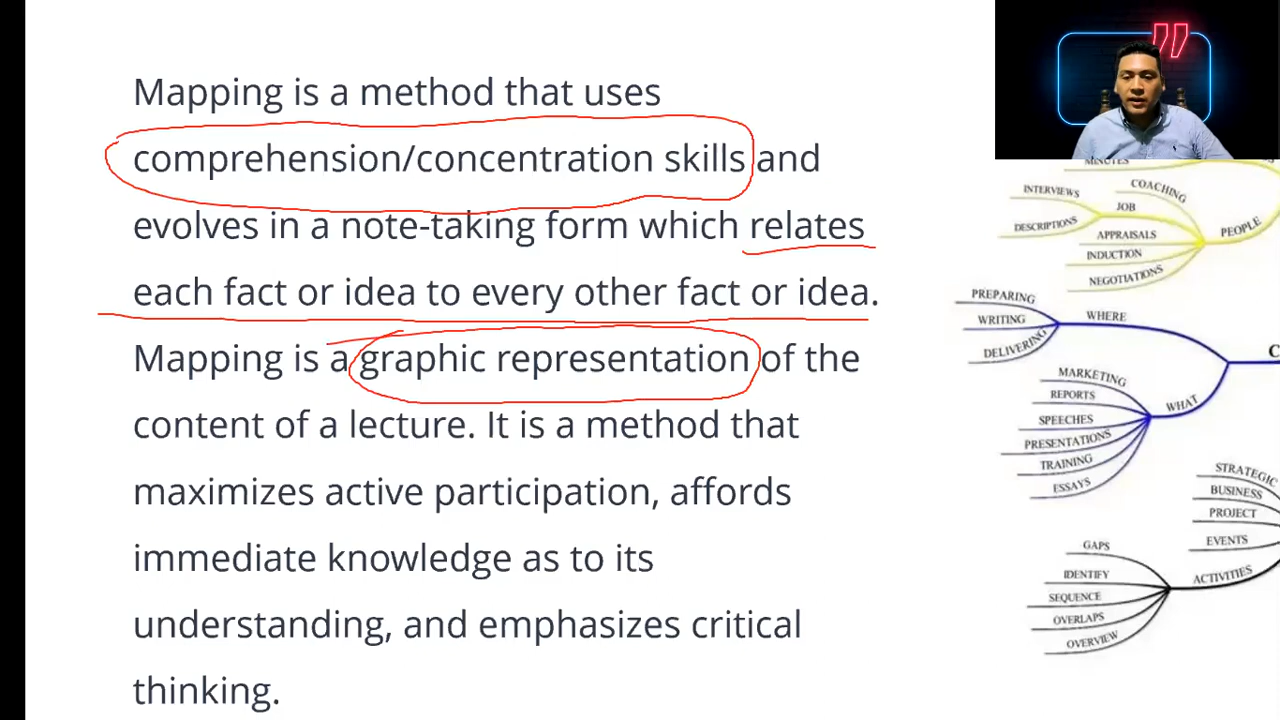 Mapping is a method that uses
comprehension/concentration skills and
evolves in a note-taking form which relates
each fact or idea to every other fact or idea.
Mapping is a graphic representation of the
content of a lecture. It is a method that
maximizes active participation, affords
immediate knowledge as to its
understanding, and emphasizes critical
thinking.
MINUTES
INTERVIEWS
COACHING
JOB
DESCRIPTIONS
APPRAISALS
PEOPLE
INDUCTION
NEGOTIATIONS
PREPARING
WHERE
WRITING
DELIVERING
MARKETING
REPORTS
WHAT
SPEECHES
PRESENTATIONS
TRAINING
ESSAYS
STRATEGIC
BUSINESS
PROJECT
EVENTS
GAPS
ACTIVITIES
IDENTIFY
SEQUENCE
OVERLAPS
OVERVIEW